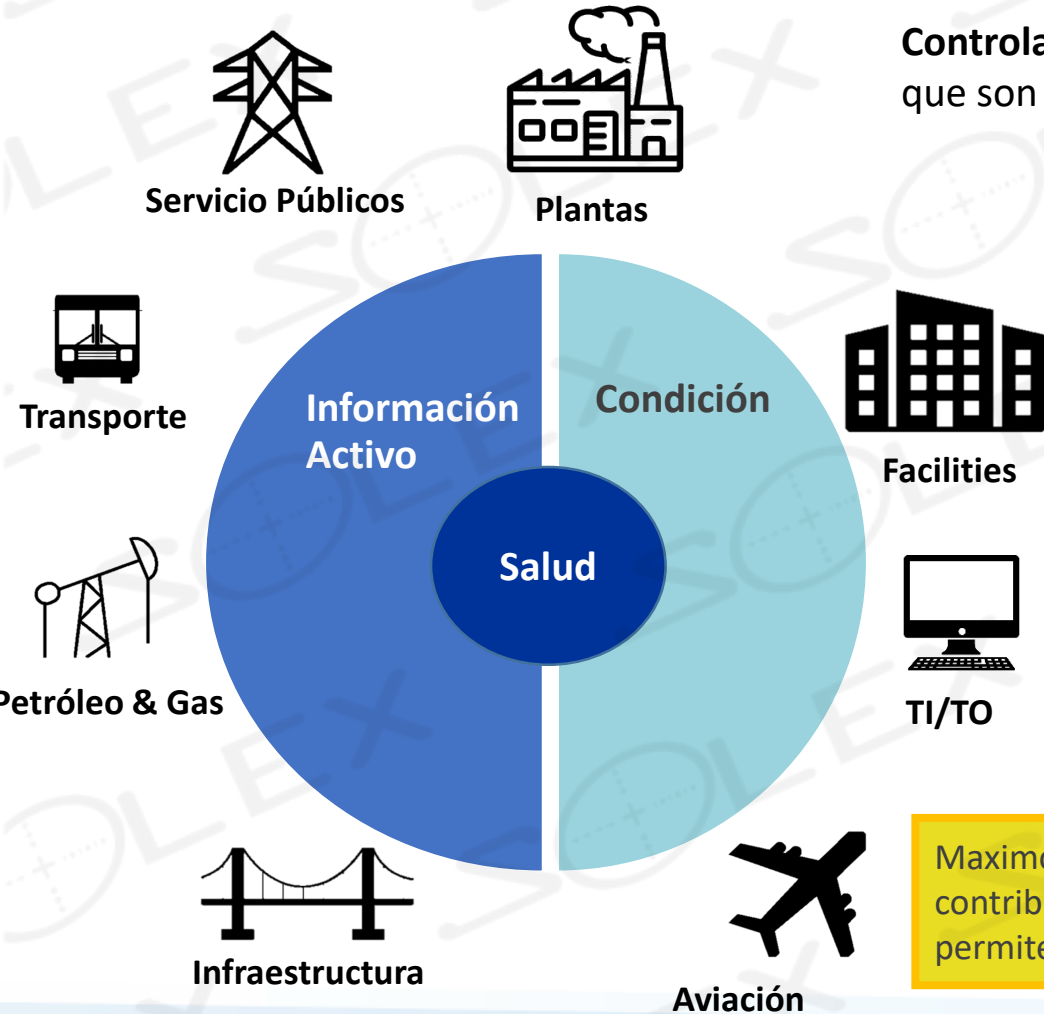 Controla
que son
Servicio Públicos
Plantas
Transporte
Información
Activo
Condición
Facilities
Salud
Petróleo & Gas
TI/TO
Maximo
contrib
permite
Infraestructura
Aviación
SOLEX